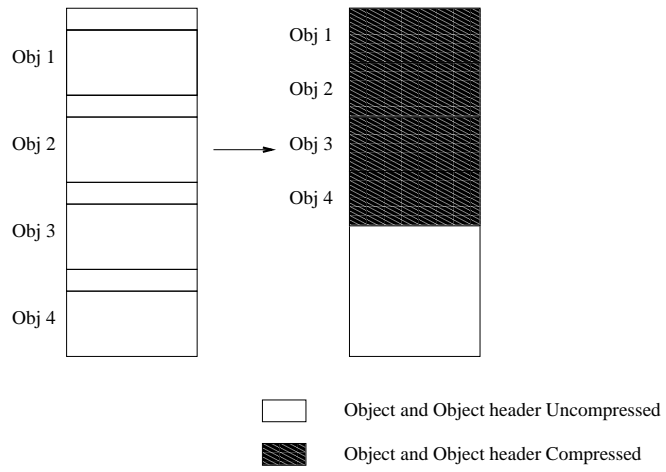 Obj 1
Obj 2
Obj 3
Obj 4
Obj 1
Obj 2
Obj 3
Obj 4
Object and Object header Uncompressed
Object and Object header Compressed